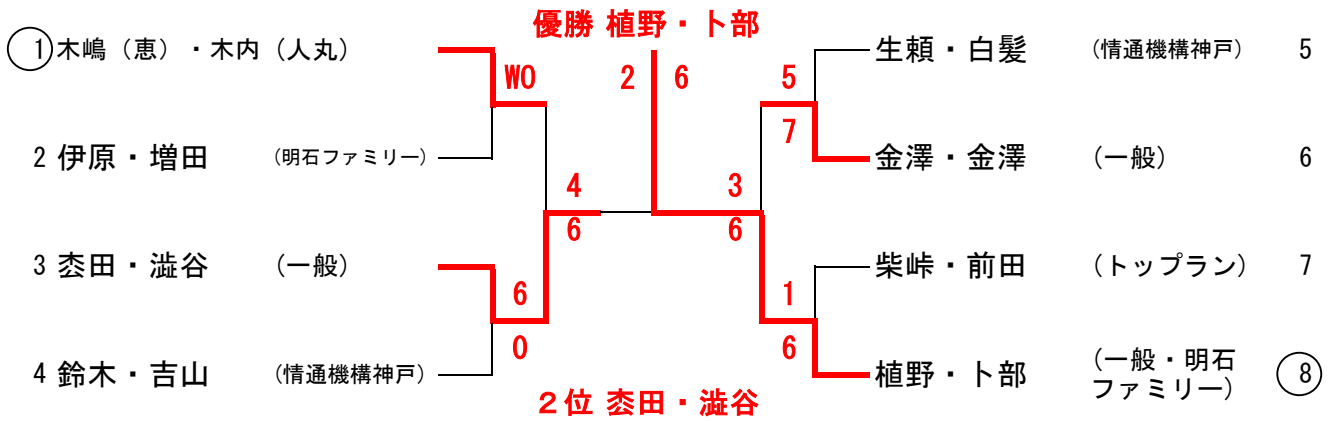 優勝 植野・卜部
1 木嶋（恵）・木内（人丸）
WO
2 伊原・増田 (明石ファミリー)
4
6
3 枩田・澁谷 (一般)
6
0
4 鈴木・吉山 (情通機構神戸)
2 6
生頼・白髪 (情通機構神戸) 5
5
7
金澤・金澤 (一般) 6
3
6
柴峠・前田 (トップラン) 7
1
6
植野・卜部 (一般・明石
ファミリー) 8
２位 枩田・澁谷